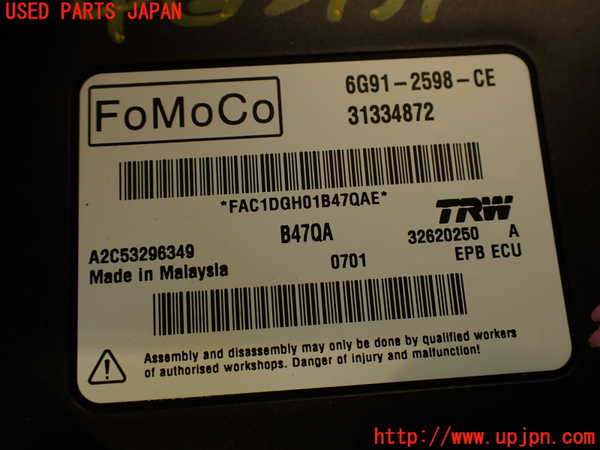 USED PARTS JAPAN
FoMoCo
6G91-2598-CE
31334872
*FAC1DGH01B47QAE*
B47QA
TRW
A2C53296349
32620250 A
Made in Malaysia
0701
EPB ECU
Assembly and disassembly may only be done by qualified workers
of authorised workshops. Danger of injury and malfunction!
http://www.upjpn.com/